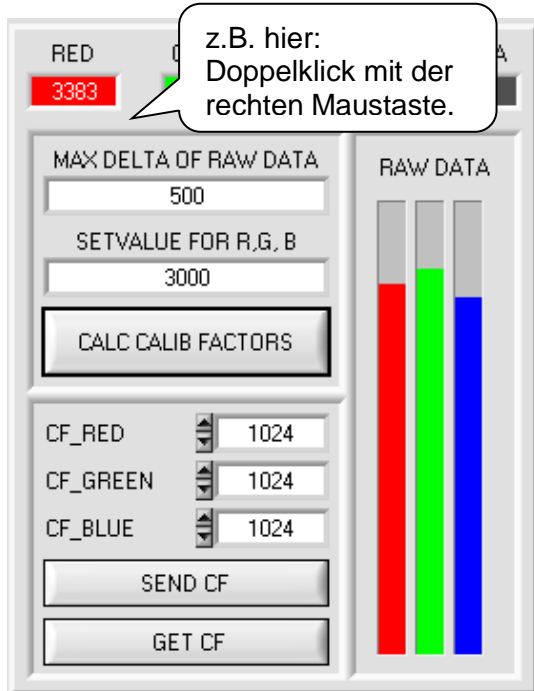 RED
z.B. hier:
Doppelklick mit der
rechten Maustaste.
3383
MAX DELTA OF RAW DATA
500
SETVALUE FOR R,G, B
3000
CALC CALIB FACTORS
RAW DATA
CF_RED 1024
CF_GREEN 1024
CF_BLUE 1024
SEND CF
GET CF